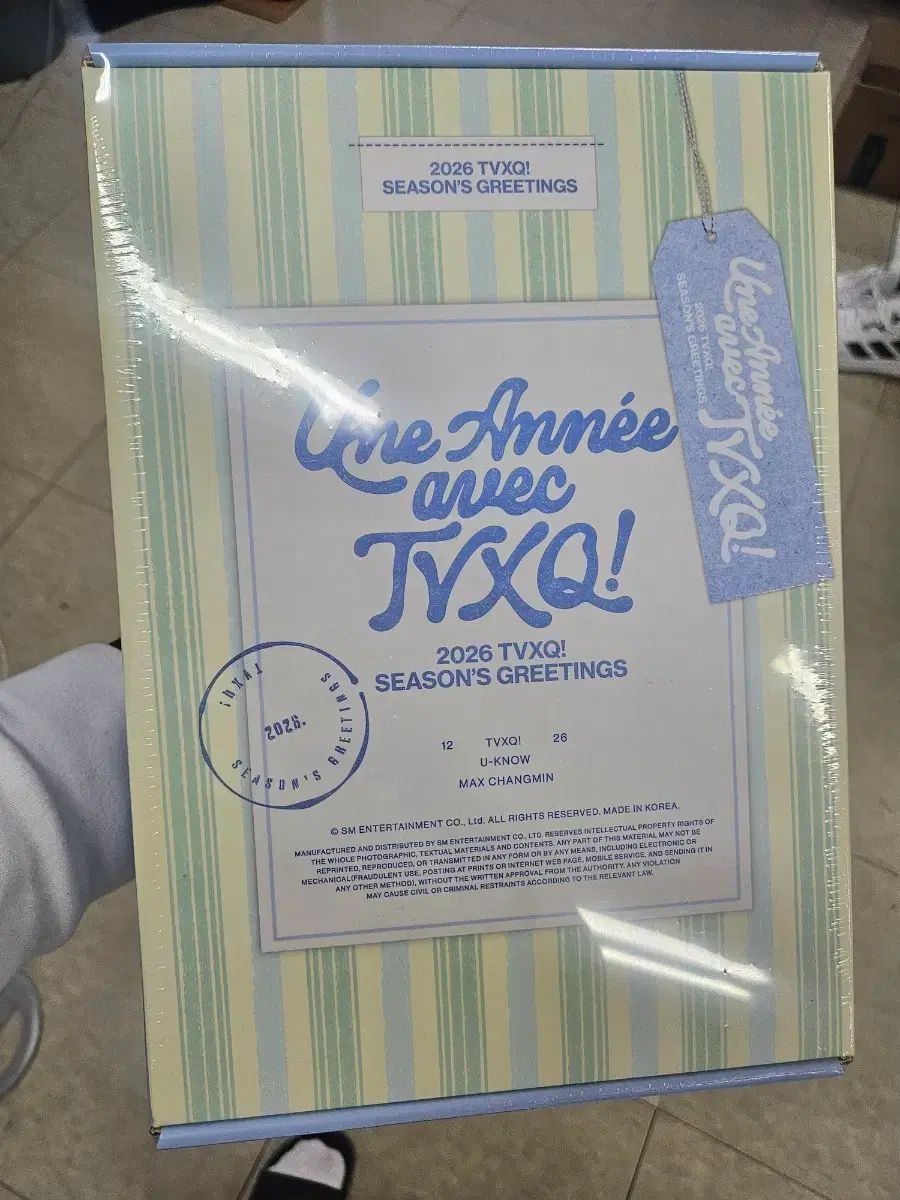 2026 TVXQ!
SEASON'S GREETINGS
Une Année
avec
TVXQ!
2026 TVXQ!
SEASON'S GREETINGS
Une Année
avec
TVXQ!
2026 TVXQ!
SEASON'S GREETINGS
TVXQ!
2026.
SEASON'S GREETINGS
12 TVXQ! 26
U-KNOW
MAX CHANGMIN
© SM ENTERTAINMENT CO., Ltd. ALL RIGHTS RESERVED. MADE IN KOREA.
MANUFACTURED AND DISTRIBUTED BY SM ENTERTAINMENT CO., LTD. RESERVES INTELLECTUAL PROPERTY RIGHTS OF
THE WHOLE PHOTOGRAPHIC, TEXTUAL MATERIALS AND CONTENTS. ANY PART OF THIS MATERIAL MAY NOT BE
REPRINTED, REPRODUCED, OR TRANSMITTED IN ANY FORM OR BY ANY MEANS, INCLUDING ELECTRONIC OR
MECHANICAL(FRAUDULENT USE, POSTING AT PRINTS OR INTERNET WEB PAGE, MOBILE SERVICE, AND SENDING IT IN
ANY OTHER METHOD), WITHOUT THE WRITTEN APPROVAL FROM THE AUTHORITY. ANY VIOLATION
MAY CAUSE CIVIL OR CRIMINAL RESTRAINTS ACCORDING TO THE RELEVANT LAW.